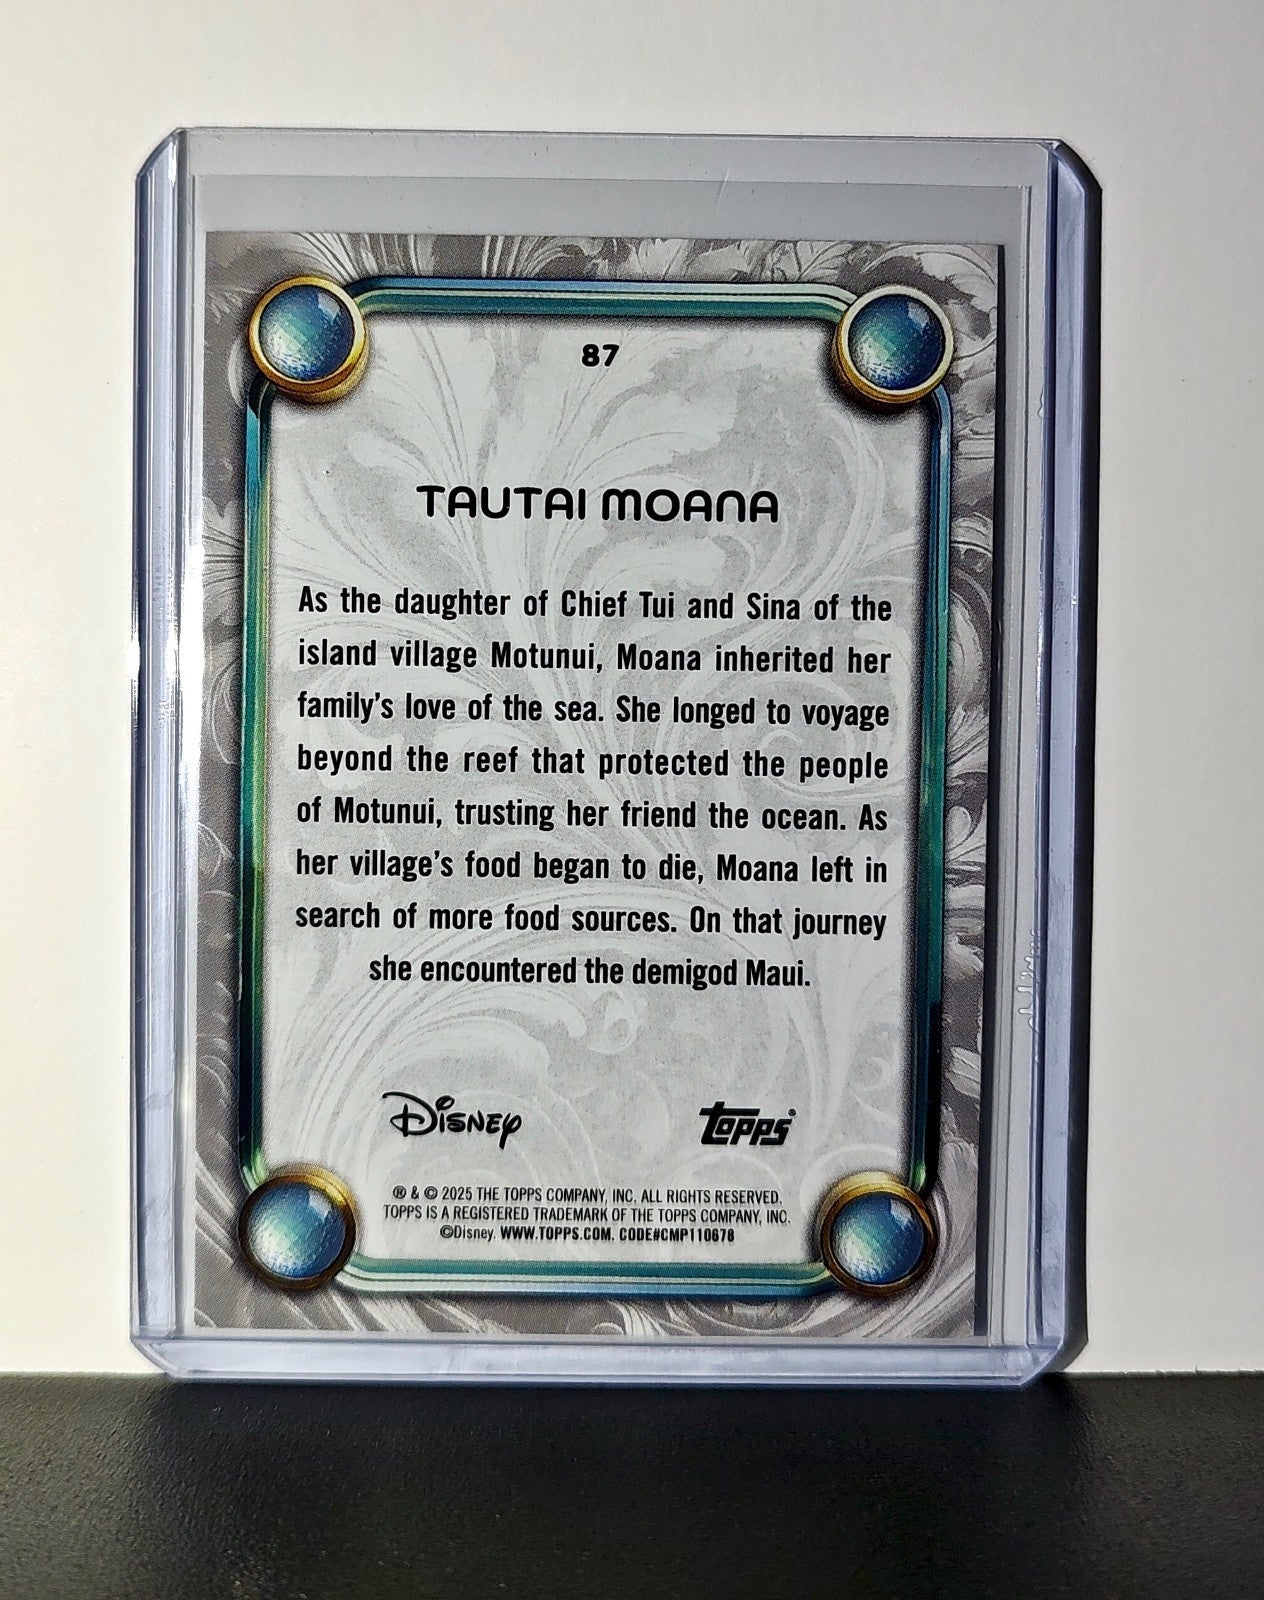 87
TAUTAI MOANA
As the daughter of Chief Tui and Sina of the
island village Motunui, Moana inherited her
family's love of the sea. She longed to voyage
beyond the reef that protected the people
of Motunui, trusting her friend the ocean. As
her village's food began to die, Moana left in
search of more food sources. On that journey
she encountered the demigod Maui.
Disney topps®
® & © 2025 THE TOPPS COMPANY, INC. ALL RIGHTS RESERVED.
TOPPS IS A REGISTERED TRADEMARK OF THE TOPPS COMPANY, INC.
©Disney. WWW.TOPPS.COM. CODE#CMP110678